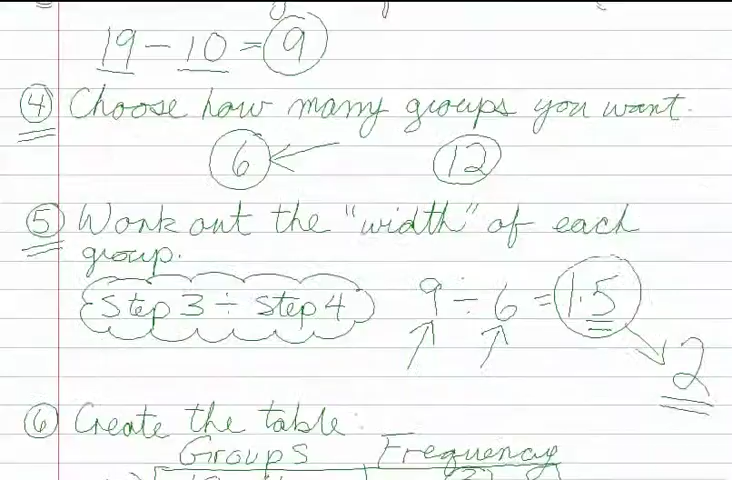 19 - 10 = 9
④ Choose how many groups you want.
6 ← 12
⑤ Work out the "width" of each
group.
Step 3 ÷ Step 4 9 ÷ 6 = 1.5
2
⑥ Create the table:
Groups Frequency